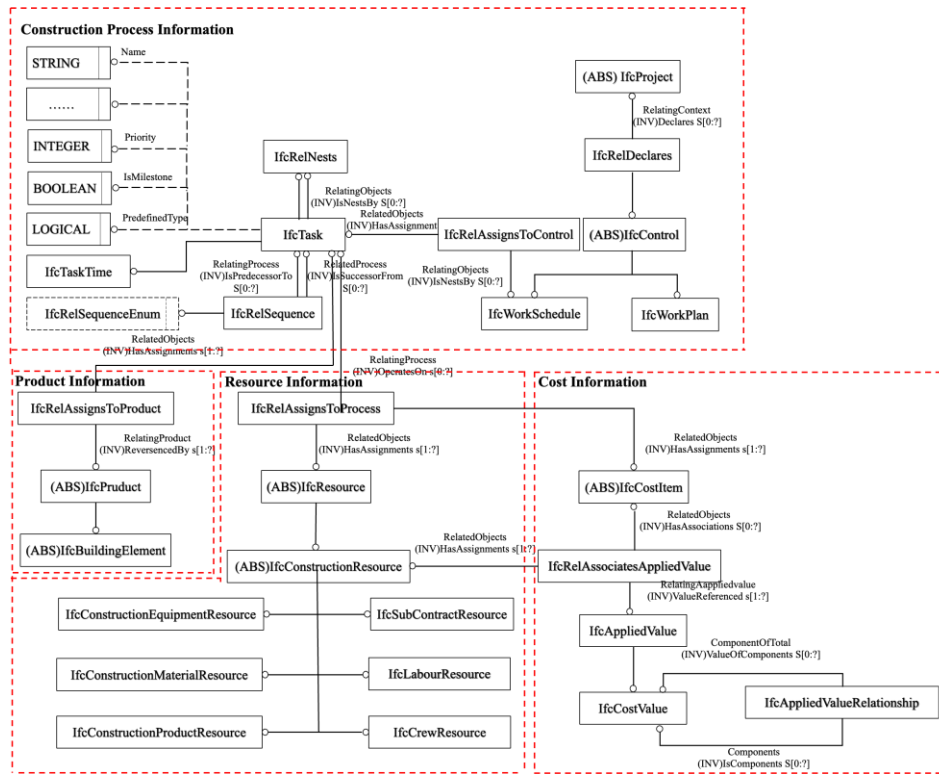 Construction Process Information
STRING
Name
……
INTEGER
Priority
BOOLEAN
IsMilestone
LOGICAL
PredefinedType
IfcTaskTime
IfcRelSequenceEnum
IfcRelNests
RelatingObjects
(INV)IsNestsBy S[0:?]
IfcTask
RelatedObjects
(INV)HasAssignment
RelatingProcess
(INV)IsPredecessorTo
S[0:?]
RelatedProcess
(INV)IsSuccessorFrom
S[0:?]
IfcRelSequence
(ABS) IfcProject
RelatingContext
(INV)Declares S[0:?]
IfcRelDeclares
IfcRelAssignsToControl
(ABS)IfcControl
RelatingObjects
(INV)IsNestsBy S[0:?]
IfcWorkSchedule
IfcWorkPlan
RelatedObjects
(INV)HasAssignments s[1:?]
RelatingProcess
(INV)OperatesOn s[0:?]
Product Information
IfcRelAssignsToProduct
RelatingProduct
(INV)ReversencedBy s[1:?]
(ABS)IfcPruduct
(ABS)IfcBuildingElement
Resource Information
IfcRelAssignsToProcess
RelatedObjects
(INV)HasAssignments s[1:?]
(ABS)IfcResource
RelatedObjects
(INV)HasAssignments s[1:?]
(ABS)IfcConstructionResource
IfcConstructionEquipmentResource
IfcSubContractResource
IfcConstructionMaterialResource
IfcLabourResource
IfcConstructionProductResource
IfcCrewResource
Cost Information
RelatedObjects
(INV)HasAssignments s[1:?]
(ABS)IfcCostItem
RelatedObjects
(INV)HasAssociations S[0:?]
IfcRelAssociatesAppliedValue
RelatingAappliedvalue
(INV)ValueReferenced s[1:?]
IfcAppliedValue
ComponentOfTotal
(INV)ValueOfComponents S[0:?]
IfcCostValue
IfcAppliedValueRelationship
Components
(INV)IsComponents S[0:?]